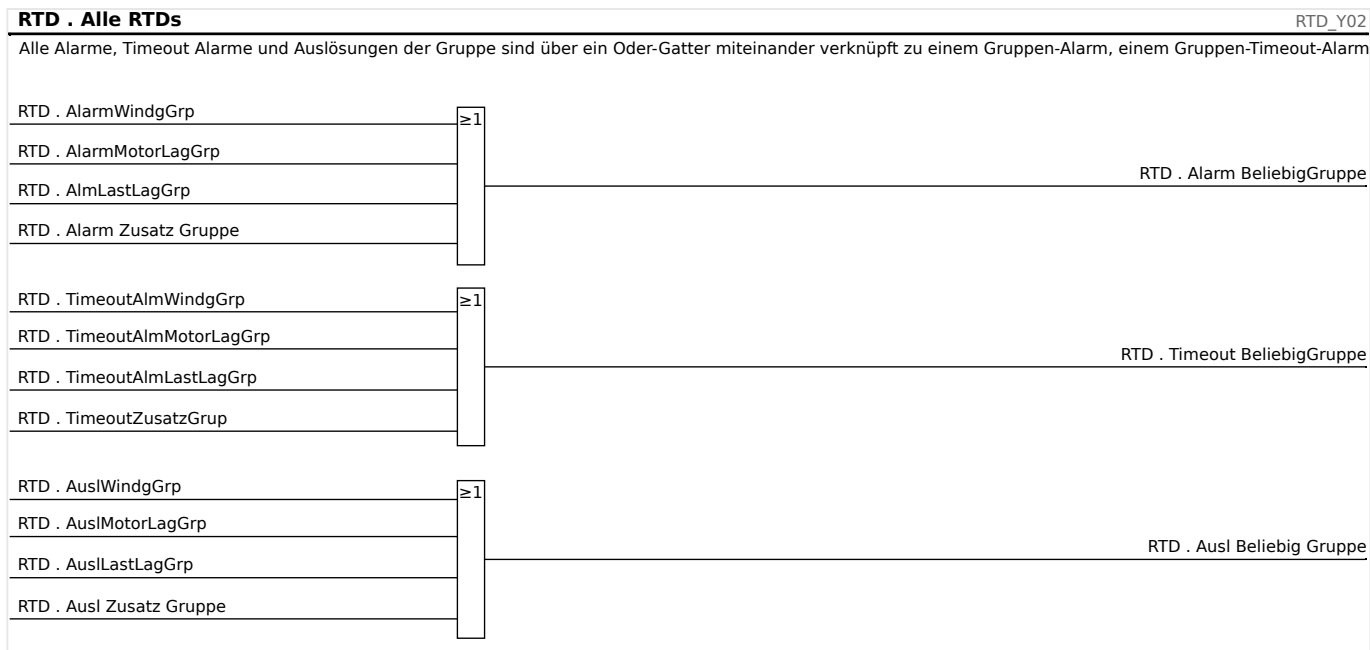 RTD . Alle RTDs
RTD_Y02
Alle Alarme, Timeout Alarme und Auslösungen der Gruppe sind über ein Oder-Gatter miteinander verknüpft zu einem Gruppen-Alarm, einem Gruppen-Timeout-Alarm
RTD . AlarmWindgGrp
≥1
RTD . AlarmMotorLagGrp
RTD . Alarm BeliebigGruppe
RTD . AlmLastLagGrp
RTD . Alarm Zusatz Gruppe
RTD . TimeoutAlmWindgGrp
≥1
RTD . TimeoutAlmMotorLagGrp
RTD . Timeout BeliebigGruppe
RTD . TimeoutAlmLastLagGrp
RTD . TimeoutZusatzGrup
RTD . AuslWindgGrp
≥1
RTD . AuslMotorLagGrp
RTD . Ausl Beliebig Gruppe
RTD . AuslLastLagGrp
RTD . Ausl Zusatz Gruppe